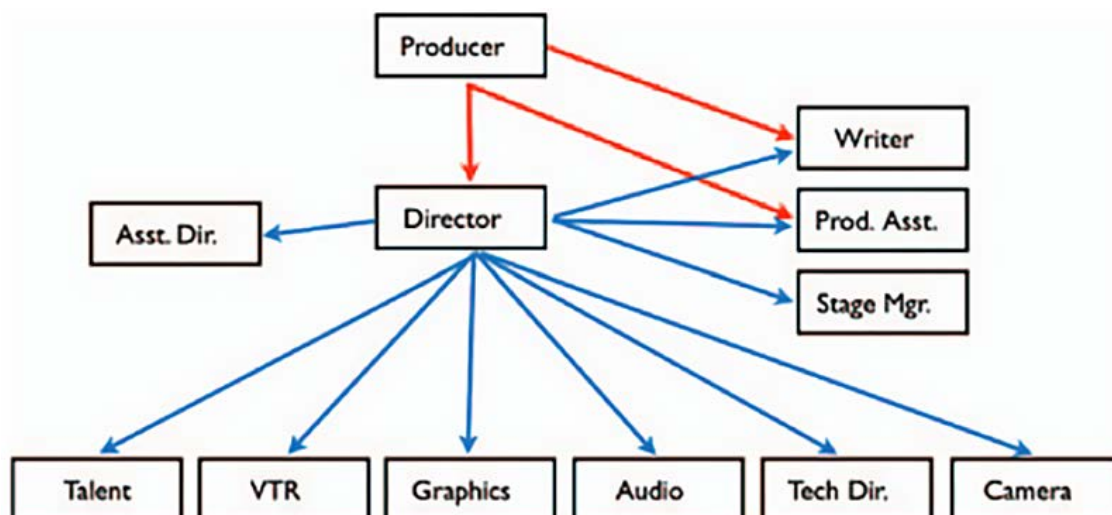 Producer
Writer
Director
Prod. Asst.
Asst. Dir.
Stage Mgr.
Talent
VTR
Graphics
Audio
Tech Dir.
Camera